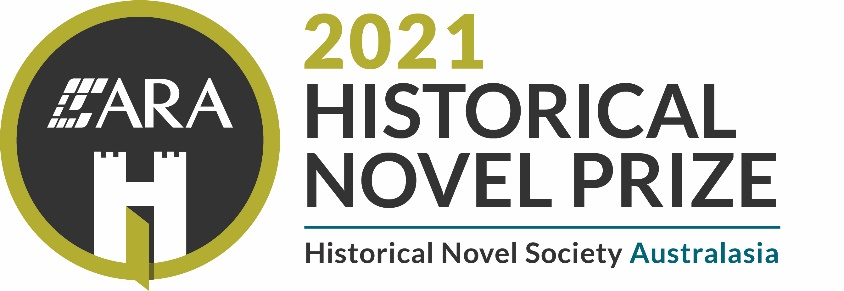 ARA
2021
HISTORICAL
NOVEL PRIZE
Historical Novel Society Australasia